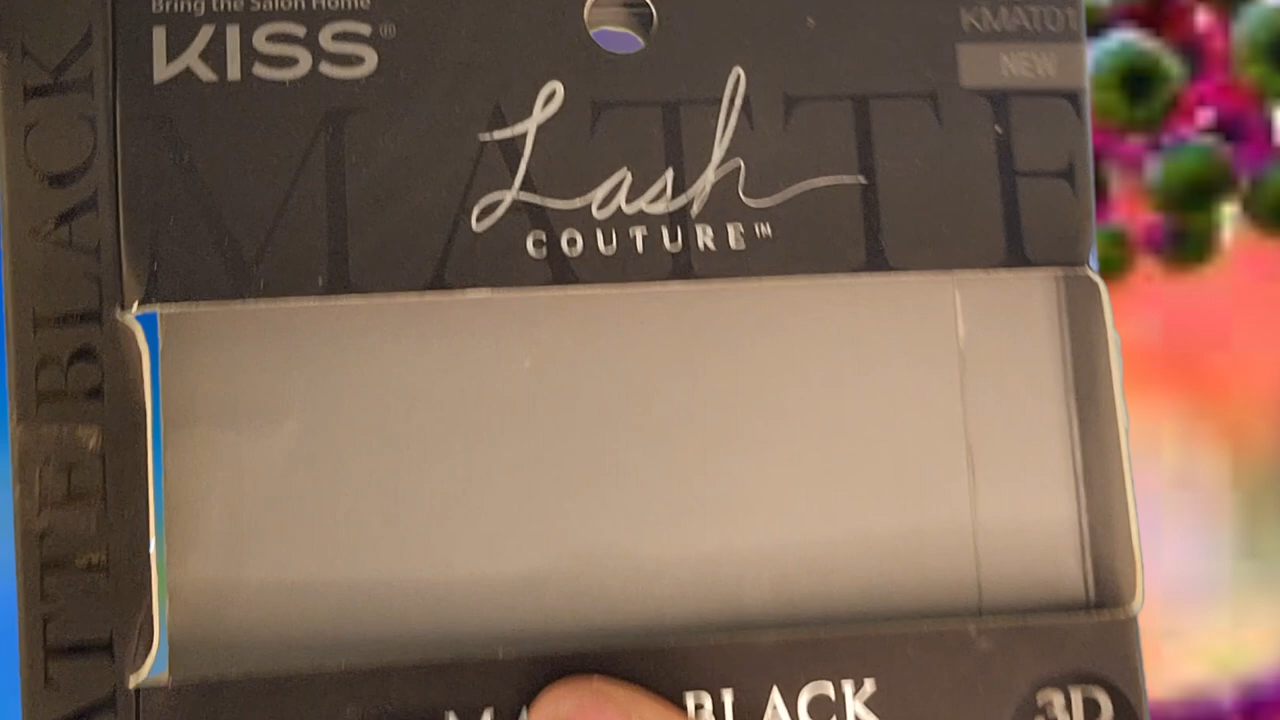 Bring the Salon Home
KISS®
KMAT01
NEW
MATTE
Lash
COUTURE™
MATTE BLACK
BLACK
3D